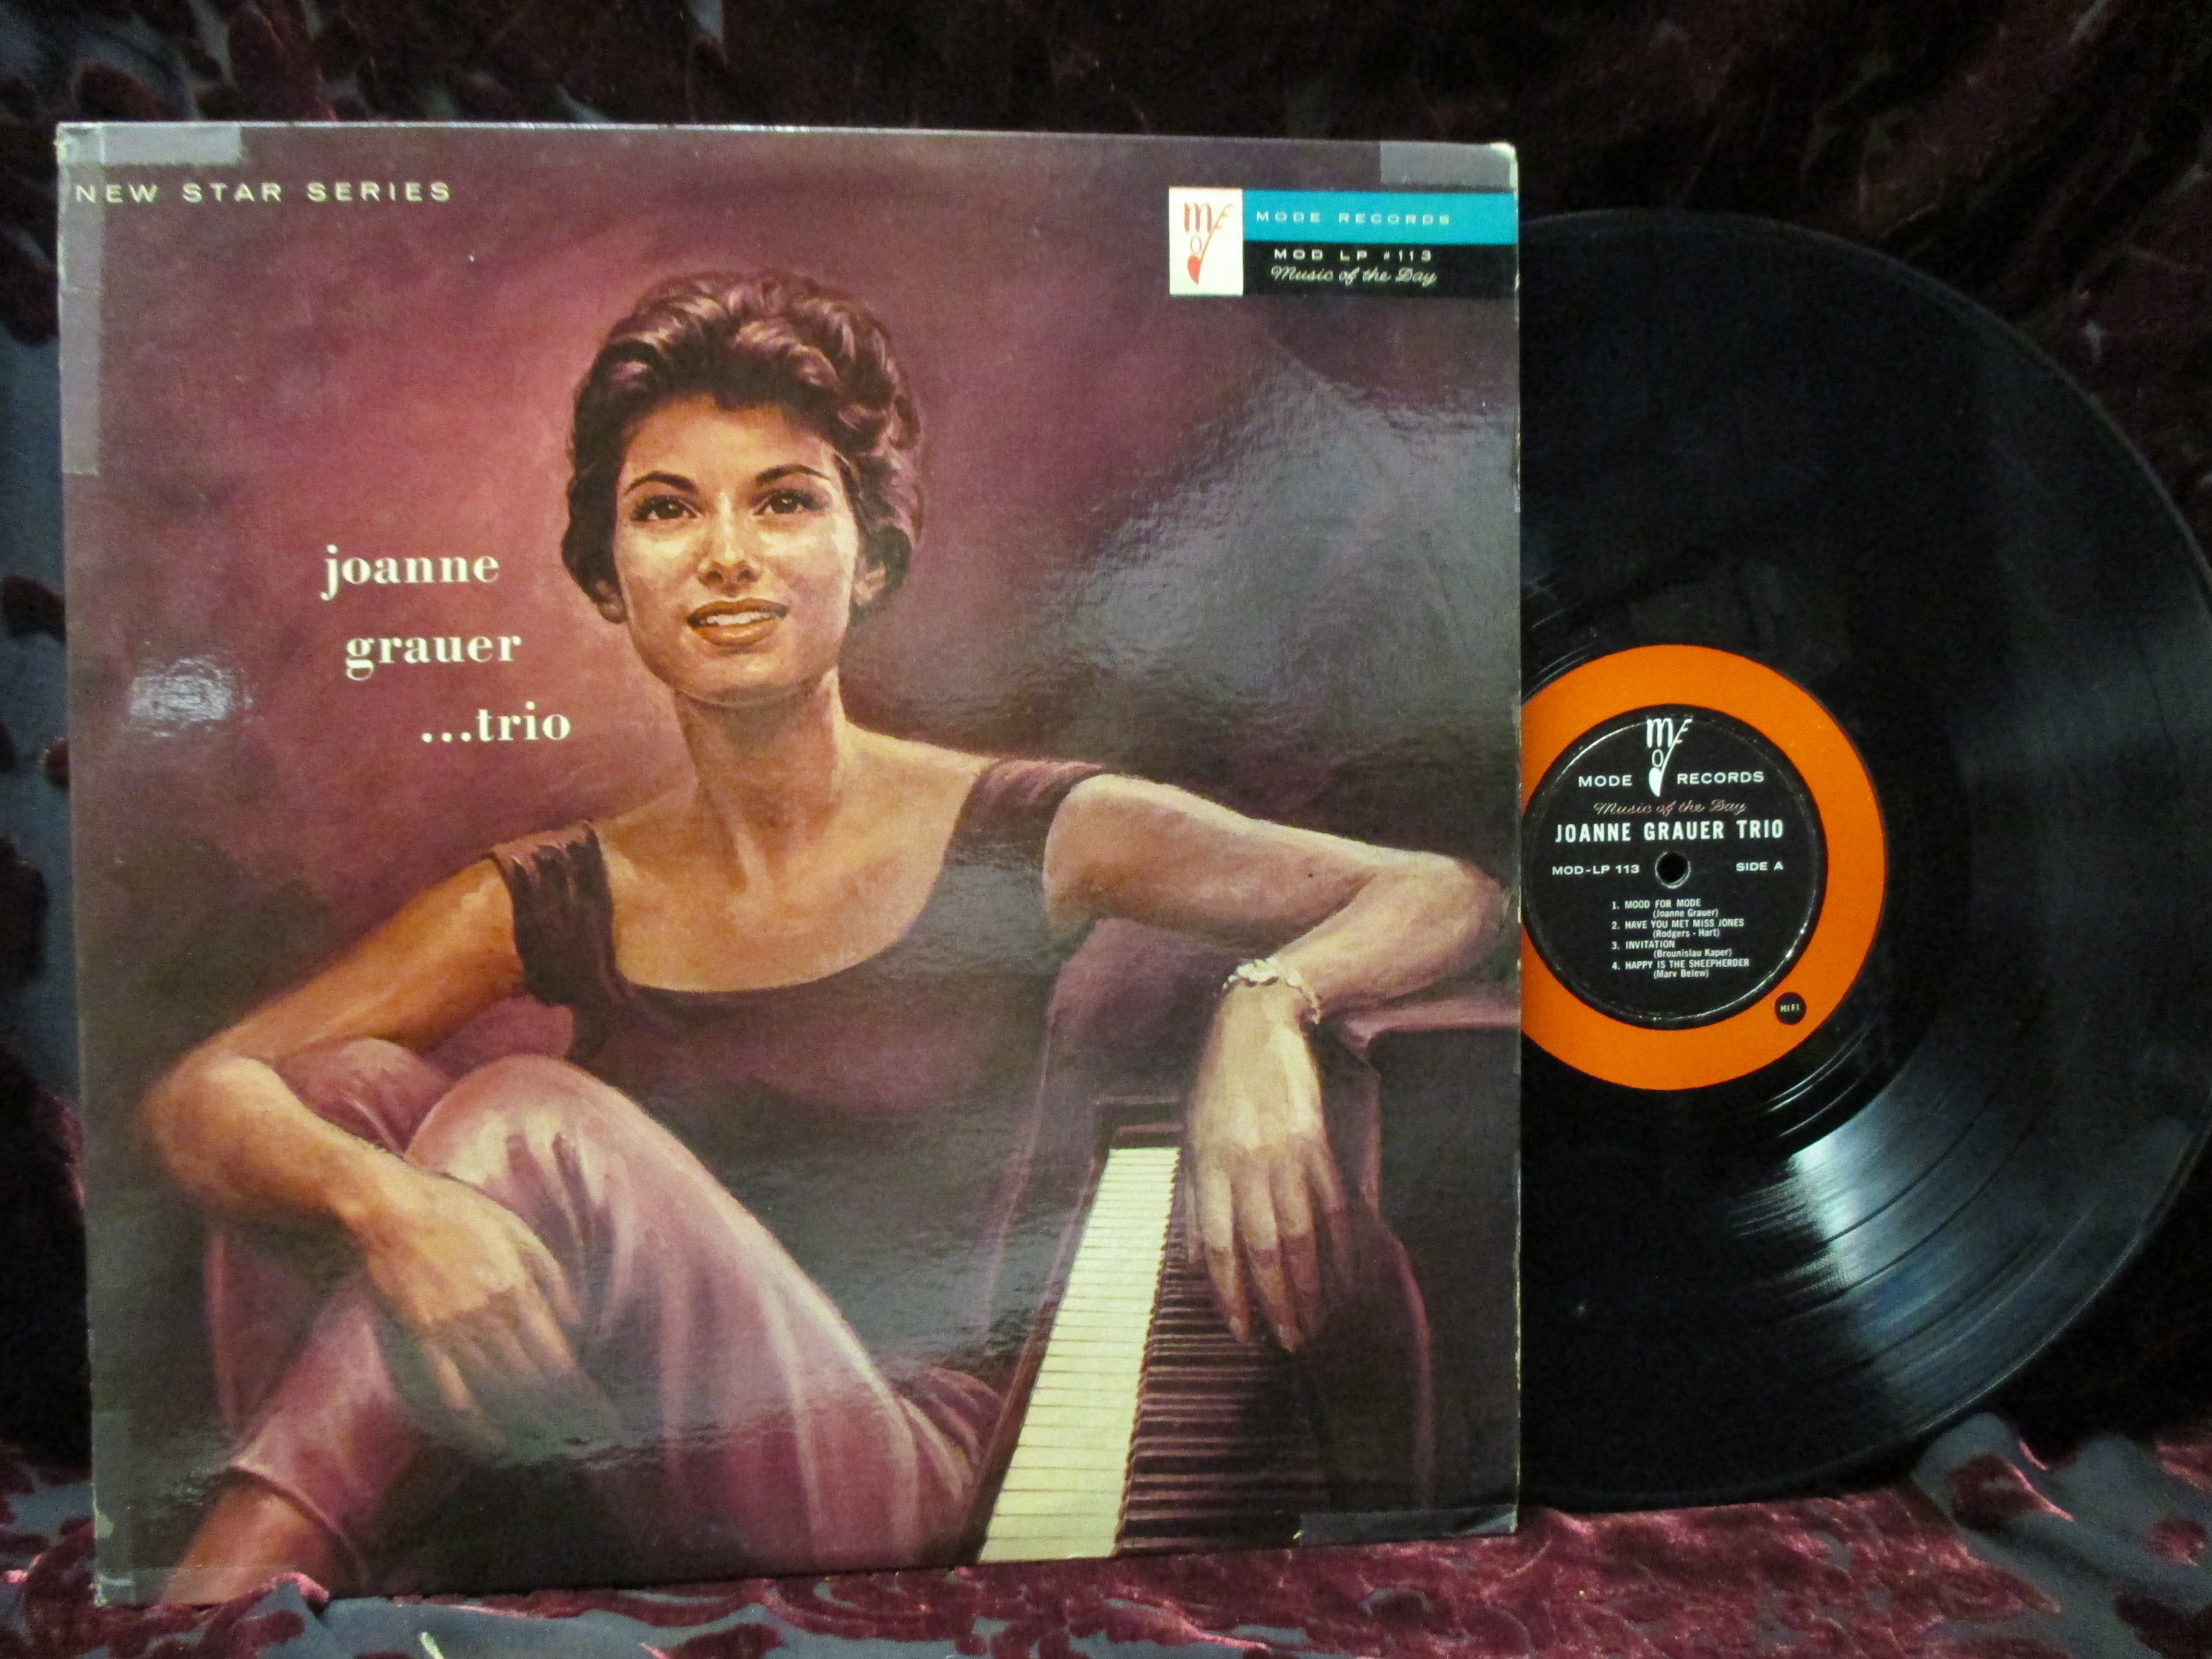 NEW STAR SERIES
MODE
MODE RECORDS
MOD LP #113
Music of the Day
joanne
grauer
...trio
MODE
MODE RECORDS
Music of the Day
JOANNE GRAUER TRIO
MOD-LP 113 SIDE A
1. MOOD FOR MODE
(Joanne Grauer)
2. HAVE YOU MET MISS JONES
(Rodgers - Hart)
3. INVITATION
(Brounislau Kaper)
4. HAPPY IS THE SHEEPHERDER
(Marv Belew)
HI FI